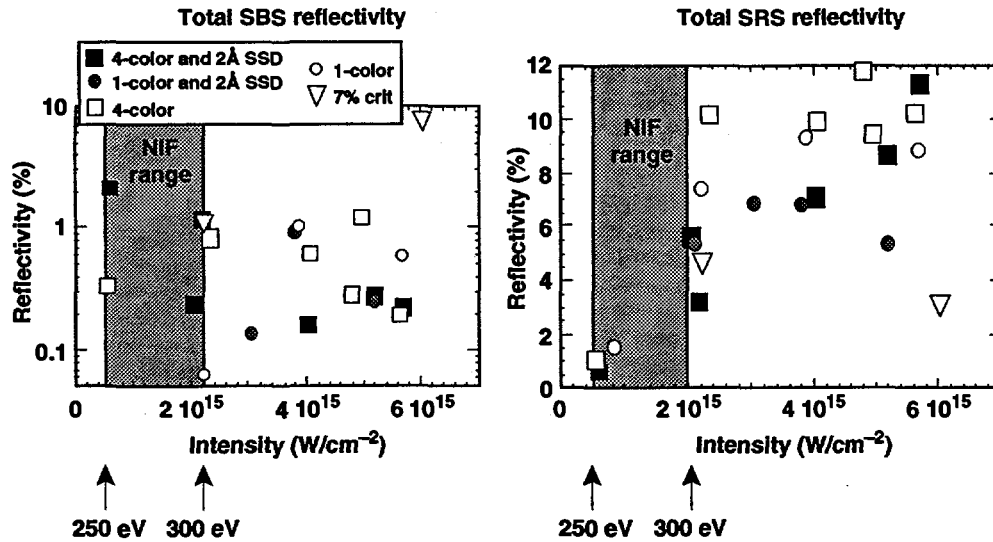 Total SBS reflectivity
4-color and 2Å SSD
1-color and 2Å SSD
4-color
1-color
7% crit
10
1
0.1
Reflectivity (%)
NIF
range
0
2 10^15
4 10^15
6 10^15
Intensity (W/cm^–2)
250 eV
300 eV
Total SRS reflectivity
12
10
8
6
4
2
0
Reflectivity (%)
NIF
range
0
2 10^15
4 10^15
6 10^15
Intensity (W/cm^–2)
250 eV
300 eV